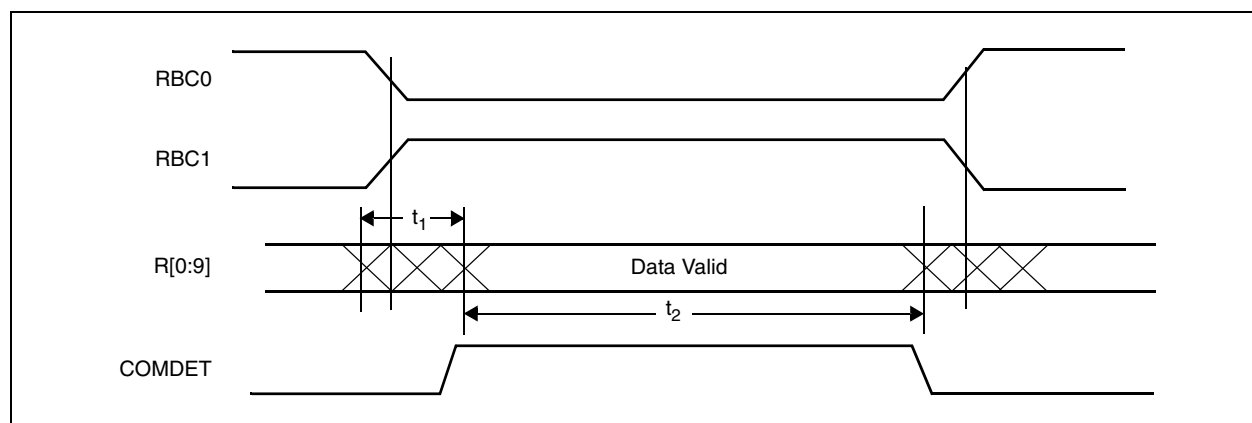 RBC0
RBC1
t1
R[0:9]
Data Valid
t2
COMDET